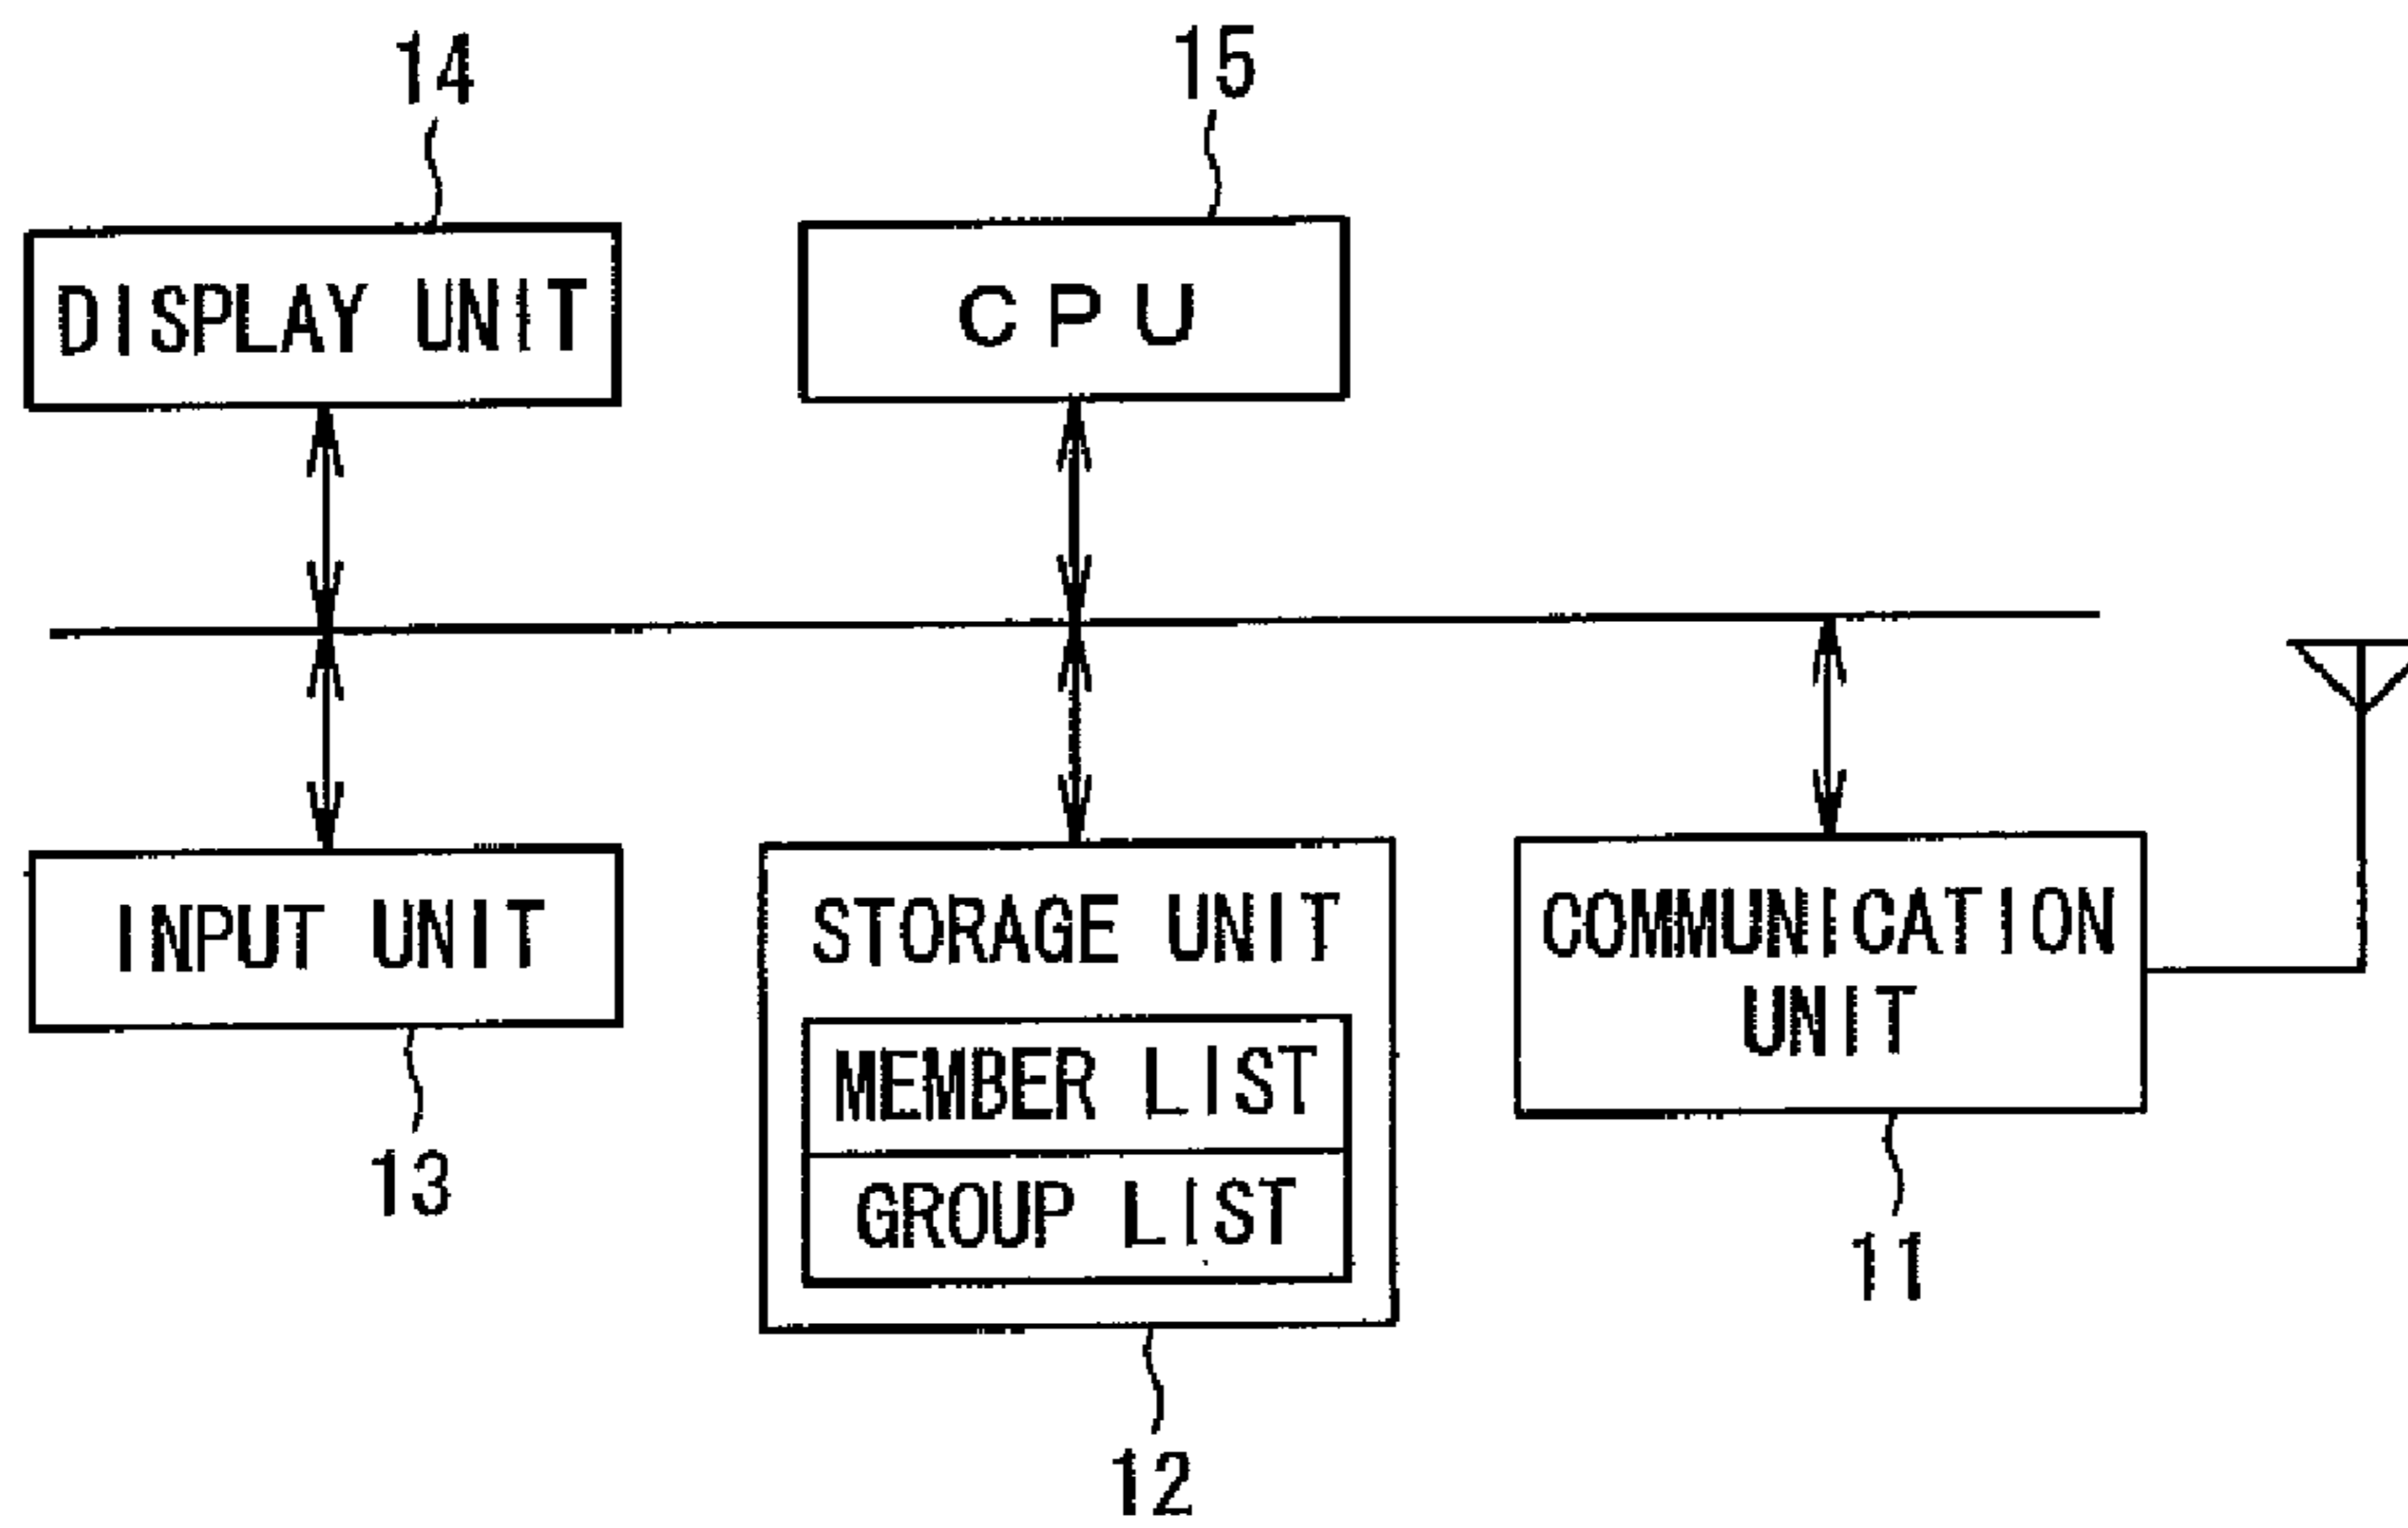 14
15
DISPLAY UNIT
CPU
INPUT UNIT
STORAGE UNIT
COMMUNICATION
UNIT
MEMBER LIST
GROUP LIST
13
11
12